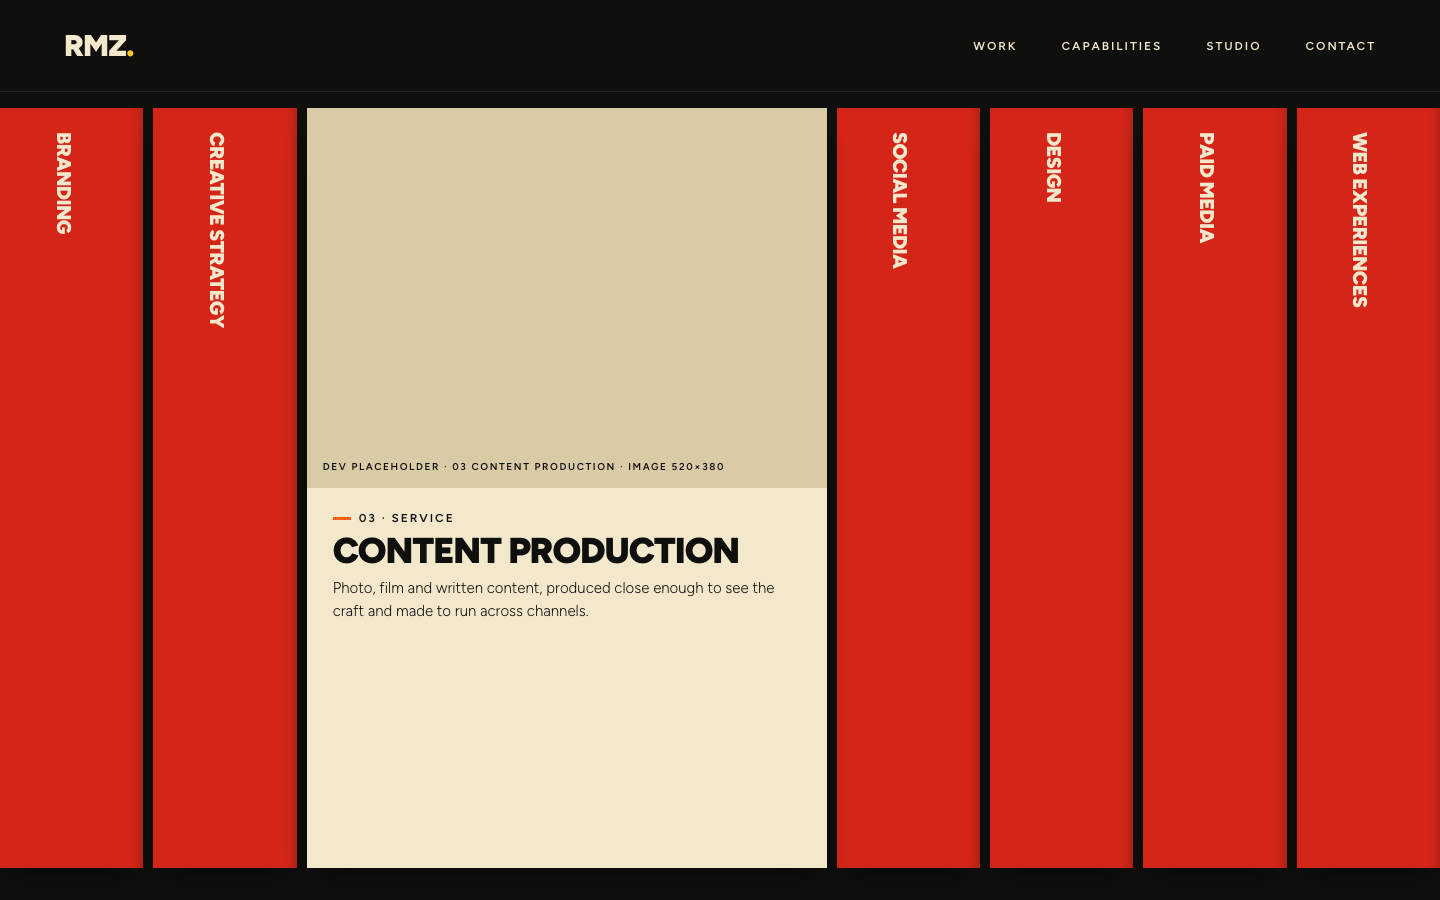 RMZ.
WORK
CAPABILITIES
STUDIO
CONTACT
BRANDING
CREATIVE STRATEGY
DEV PLACEHOLDER · 03 CONTENT PRODUCTION · IMAGE 520×380
03 · SERVICE
CONTENT PRODUCTION
Photo, film and written content, produced close enough to see the
craft and made to run across channels.
SOCIAL MEDIA
DESIGN
PAID MEDIA
WEB EXPERIENCES